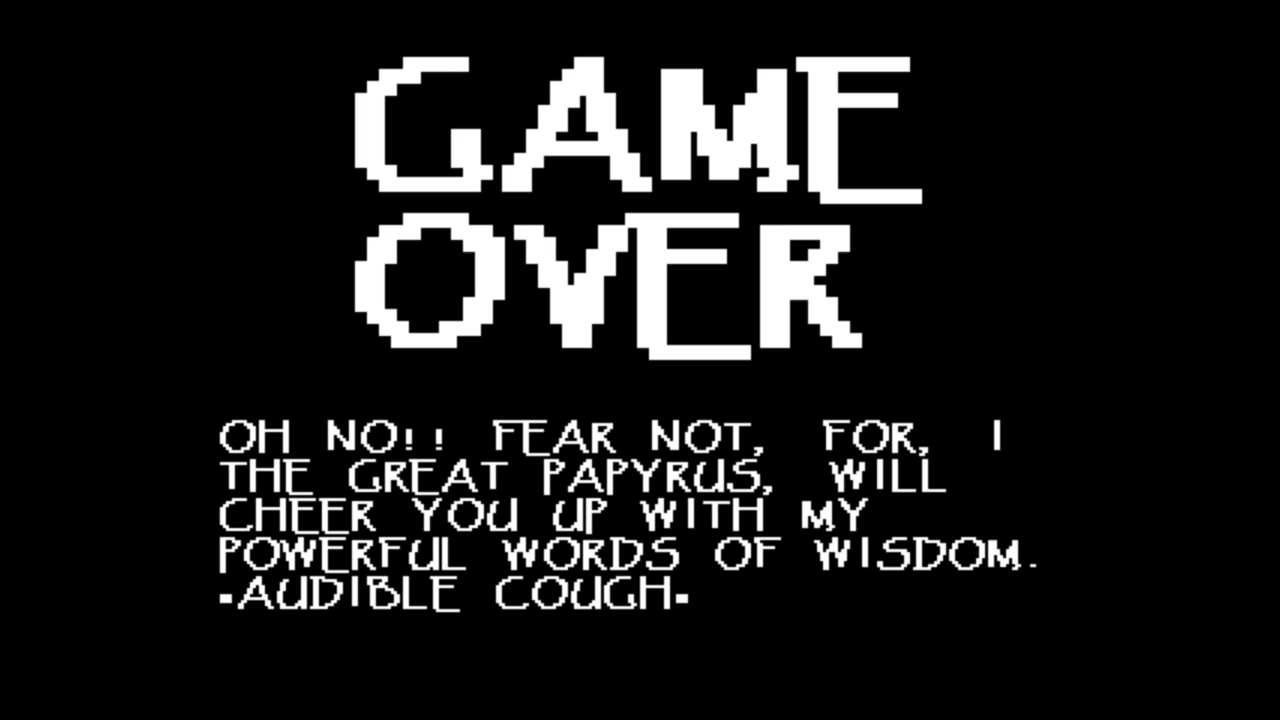 GAME
OVER
OH NO!! FEAR NOT, FOR, I
THE GREAT PAPYRUS, WILL
CHEER YOU UP WITH MY
POWERFUL WORDS OF WISDOM.
-AUDIBLE COUGH-